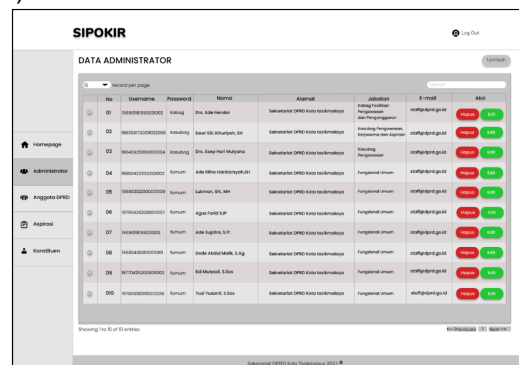 SIPOKIR
Log Out
DATA ADMINISTRATOR
Tambah
10 record per page
Search
No Username Password Nama Alamat Jabatan E-mail Aksi
01 kabag Drs. Ade Hendar Sekretariat DPRD Kota tasikmalaya Kabag Fasilitasi Pengawasan dan Penganggaran staff@dprd.go.id Hapus Edit
02 kasubag Dewi Siti Alhuriyah, SH Sekretariat DPRD Kota tasikmalaya Kasubag Pengawasan, Kerjasama dan Aspirasi staff@dprd.go.id Hapus Edit
03 kasubag Drs. Asep Hari Mulyana Sekretariat DPRD Kota tasikmalaya Kasubag Pengawasan staff@dprd.go.id Hapus Edit
04 fumum Ade Ridho Hardiansyah,SH Sekretariat DPRD Kota tasikmalaya Fungsional Umum staff@dprd.go.id Hapus Edit
05 fumum Lukman, SH., MH Sekretariat DPRD Kota tasikmalaya Fungsional Umum staff@dprd.go.id Hapus Edit
06 fumum Agus Farid S.IP Sekretariat DPRD Kota tasikmalaya Fungsional Umum staff@dprd.go.id Hapus Edit
07 fumum Ade Suplina, S.IP. Sekretariat DPRD Kota tasikmalaya Fungsional Umum staff@dprd.go.id Hapus Edit
08 fumum Dede Abdul Malik, S.Ag. Sekretariat DPRD Kota tasikmalaya Fungsional Umum staff@dprd.go.id Hapus Edit
09 fumum Edi Mulyadi, S.Sos Sekretariat DPRD Kota tasikmalaya Fungsional Umum staff@dprd.go.id Hapus Edit
010 fumum Yusi Yusanti, S.Sos Sekretariat DPRD Kota tasikmalaya Fungsional Umum staff@dprd.go.id Hapus Edit
Homepage
Administrator
Anggota DPRD
Aspirasi
Konstituen
Showing 1 to 10 of 10 entries
Previouse 1 Next
Sekretariat DPRD Kota Tasikmalaya 2021 ©